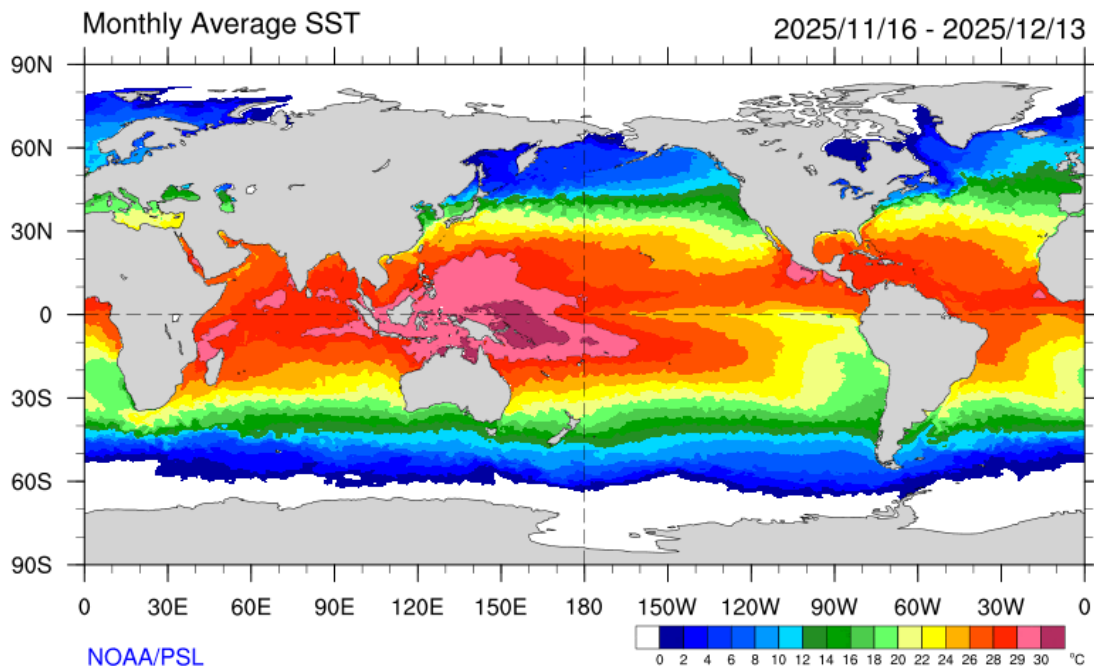 Monthly Average SST 2025/11/16 - 2025/12/13
90N
60N
30N
0
30S
60S
90S
0 30E 60E 90E 120E 150E 180 150W 120W 90W 60W 30W 0
0 2 4 6 8 10 12 14 16 18 20 22 24 26 28 29 30 °C
NOAA/PSL